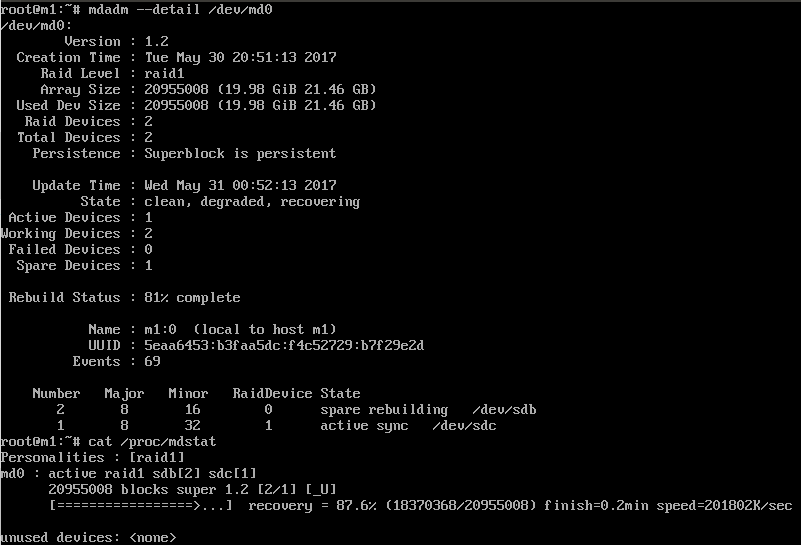 root@m1:~# mdadm --detail /dev/md0
/dev/md0:
        Version : 1.2
  Creation Time : Tue May 30 20:51:13 2017
     Raid Level : raid1
     Array Size : 20955008 (19.98 GiB 21.46 GB)
  Used Dev Size : 20955008 (19.98 GiB 21.46 GB)
   Raid Devices : 2
  Total Devices : 2
    Persistence : Superblock is persistent

    Update Time : Wed May 31 00:52:13 2017
          State : clean, degraded, recovering
 Active Devices : 1
Working Devices : 2
 Failed Devices : 0
  Spare Devices : 1

 Rebuild Status : 81% complete

           Name : m1:0  (local to host m1)
           UUID : 5eaa6453:b3faa5dc:f4c52729:b7f29e2d
         Events : 69

    Number   Major   Minor   RaidDevice State
       2       8       16        0      spare rebuilding   /dev/sdb
       1       8       32        1      active sync   /dev/sdc
root@m1:~# cat /proc/mdstat
Personalities : [raid1]
md0 : active raid1 sdb[2] sdc[1]
      20955008 blocks super 1.2 [2/1] [_U]
      [=================>...]  recovery = 87.6% (18370368/20955008) finish=0.2min speed=201802K/sec

unused devices: <none>